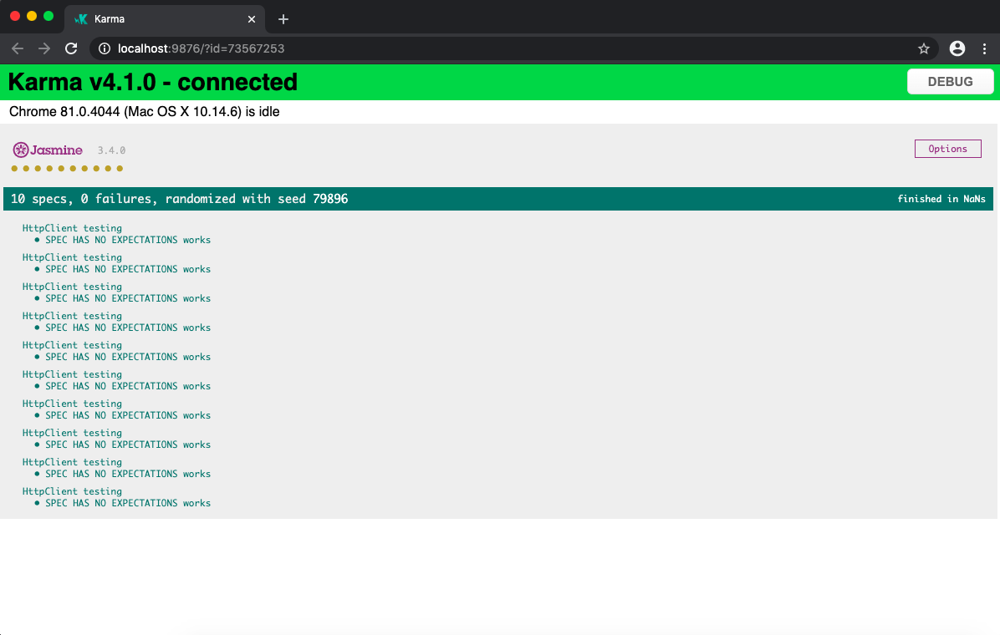 Karma
localhost:9876/?id=73567253
Karma v4.1.0 - connected
DEBUG
Chrome 81.0.4044 (Mac OS X 10.14.6) is idle
Jasmine 3.4.0
Options
10 specs, 0 failures, randomized with seed 79896
finished in NaNs
HttpClient testing
• SPEC HAS NO EXPECTATIONS works
HttpClient testing
• SPEC HAS NO EXPECTATIONS works
HttpClient testing
• SPEC HAS NO EXPECTATIONS works
HttpClient testing
• SPEC HAS NO EXPECTATIONS works
HttpClient testing
• SPEC HAS NO EXPECTATIONS works
HttpClient testing
• SPEC HAS NO EXPECTATIONS works
HttpClient testing
• SPEC HAS NO EXPECTATIONS works
HttpClient testing
• SPEC HAS NO EXPECTATIONS works
HttpClient testing
• SPEC HAS NO EXPECTATIONS works
HttpClient testing
• SPEC HAS NO EXPECTATIONS works